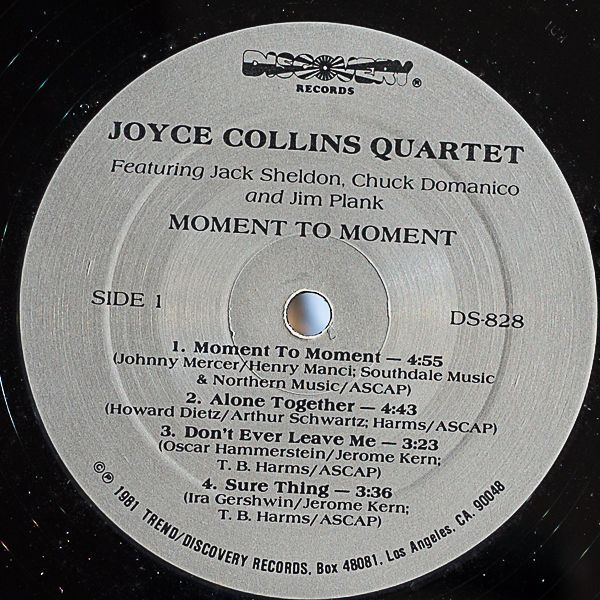 DISCOVERY®
RECORDS
JOYCE COLLINS QUARTET
Featuring Jack Sheldon, Chuck Domanico
and Jim Plank
MOMENT TO MOMENT
SIDE 1
DS-828
1. Moment To Moment — 4:55
(Johnny Mercer/Henry Manci; Southdale Music
& Northern Music/ASCAP)
2. Alone Together — 4:43
(Howard Dietz/Arthur Schwartz; Harms/ASCAP)
3. Don't Ever Leave Me — 3:23
(Oscar Hammerstein/Jerome Kern;
T. B. Harms/ASCAP)
4. Sure Thing — 3:36
(Ira Gershwin/Jerome Kern;
T. B. Harms/ASCAP)
©℗ 1981 TREND/DISCOVERY RECORDS, Box 48081, Los Angeles, CA. 90048